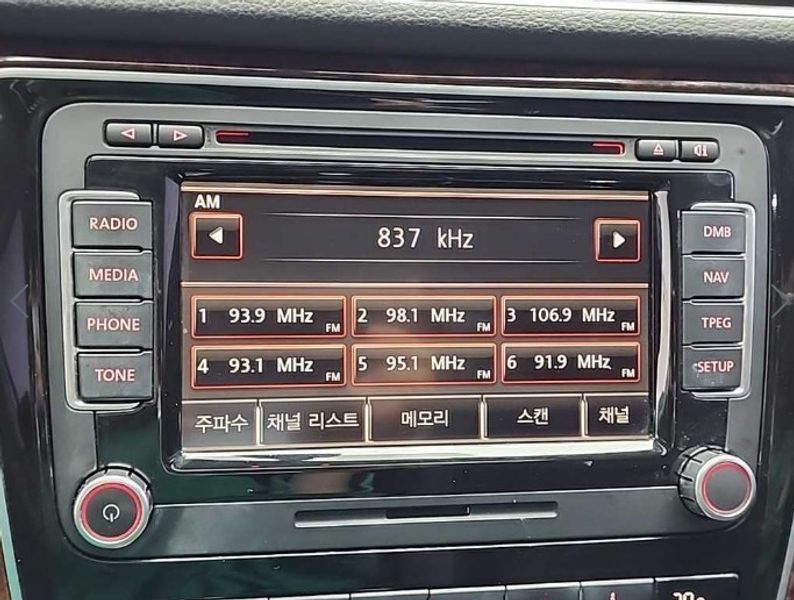 AM
837 kHz
RADIO
MEDIA
PHONE
TONE
DMB
NAV
TPEG
SETUP
1 93.9 MHz FM
2 98.1 MHz FM
3 106.9 MHz FM
4 93.1 MHz FM
5 95.1 MHz FM
6 91.9 MHz FM
주파수
채널 리스트
메모리
스캔
채널